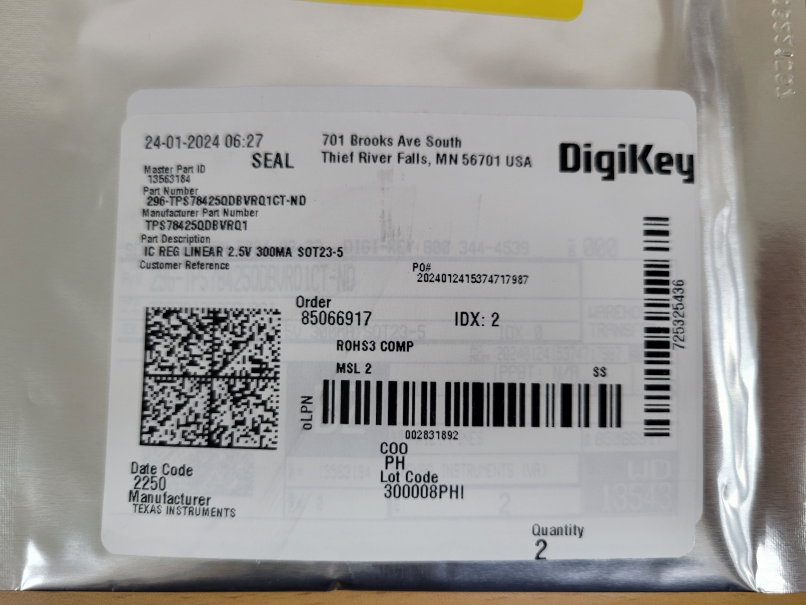 24-01-2024 06:27
SEAL
701 Brooks Ave South
Thief River Falls, MN 56701 USA
DigiKey
Master Part ID
13563184
Part Number
296-TPS78425QDBVRQ1CT-ND
Manufacturer Part Number
TPS78425QDBVRQ1
Part Description
IC REG LINEAR 2.5V 300MA SOT23-5
Customer Reference
PO#
2024012415374717987
Order
85066917
IDX: 2
ROHS3 COMP
MSL 2
SS
oLPN
002831892
725325436
COO
PH
Lot Code
300008PHI
Date Code
2250
Manufacturer
TEXAS INSTRUMENTS
Quantity
2